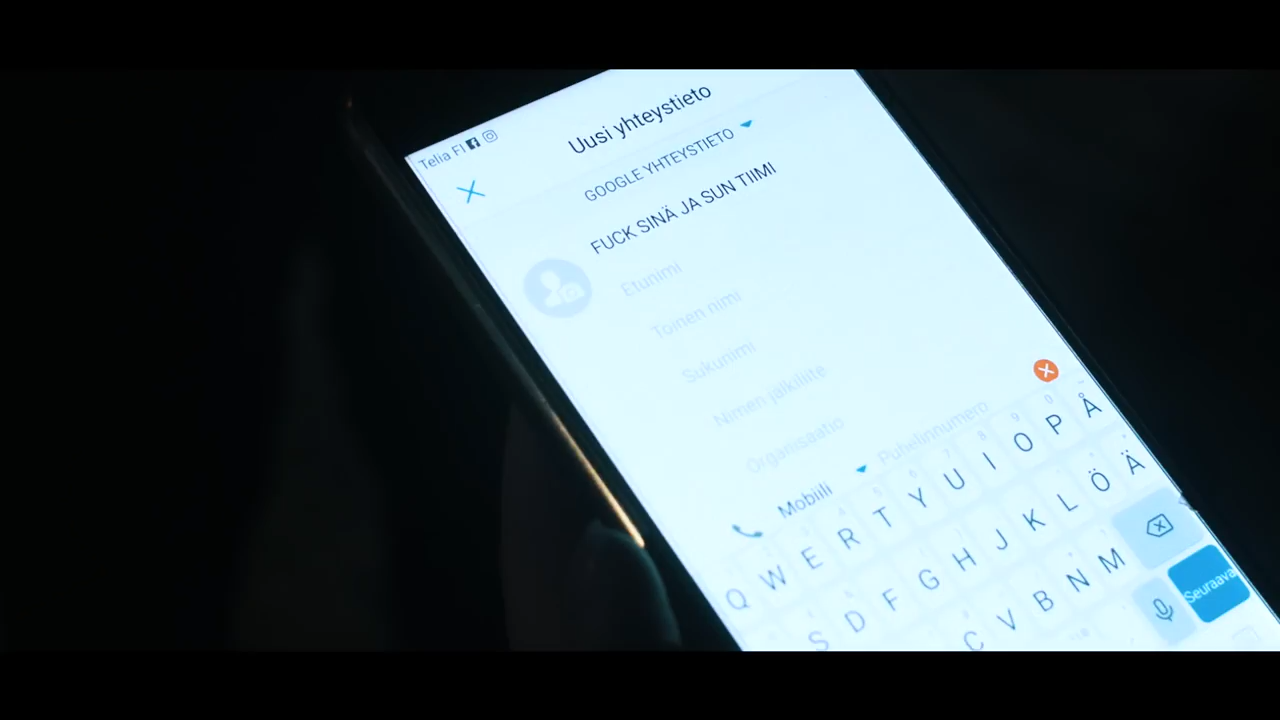 Telia FI
Uusi yhteystieto
GOOGLE YHTEYSTIETO
FUCK SINÄ JA SUN TIIMI
Etunimi
Toinen nimi
Sukunimi
Nimen jälkiliite
Organisaatio
Mobiili
Puhelinnumero
Q W E R T Y U I O P Å
S D F G H J K L Ö Ä
C V B N M
Seuraava